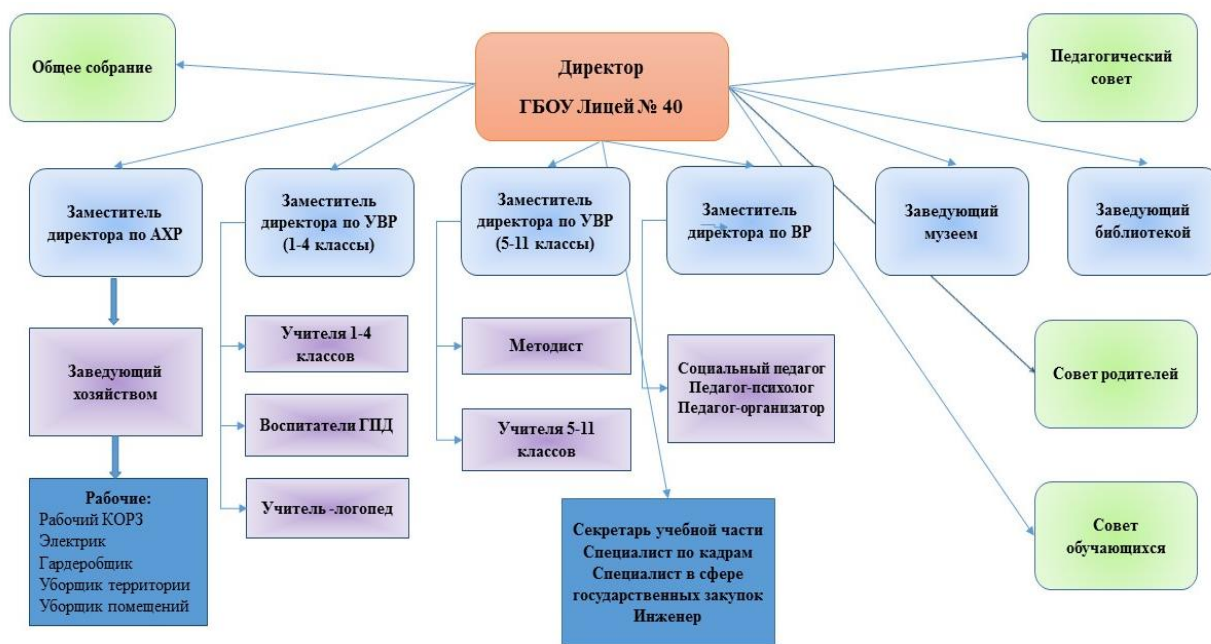 Общее собрание
Директор
ГБОУ Лицей № 40
Педагогический
совет
Заместитель
директора по АХР
Заместитель
директора по УВР
(1-4 классы)
Заместитель
директора по УВР
(5-11 классы)
Заместитель
директора по ВР
Заведующий
музеем
Заведующий
библиотекой
Заведующий
хозяйством
Учителя 1-4
классов
Методист
Социальный педагог
Педагог-психолог
Педагог-организатор
Совет родителей
Воспитатели ГПД
Учителя 5-11
классов
Рабочие:
Рабочий КОРЗ
Электрик
Гардеробщик
Уборщик территории
Уборщик помещений
Учитель -логопед
Секретарь учебной части
Специалист по кадрам
Специалист в сфере
государственных закупок
Инженер
Совет
обучающихся